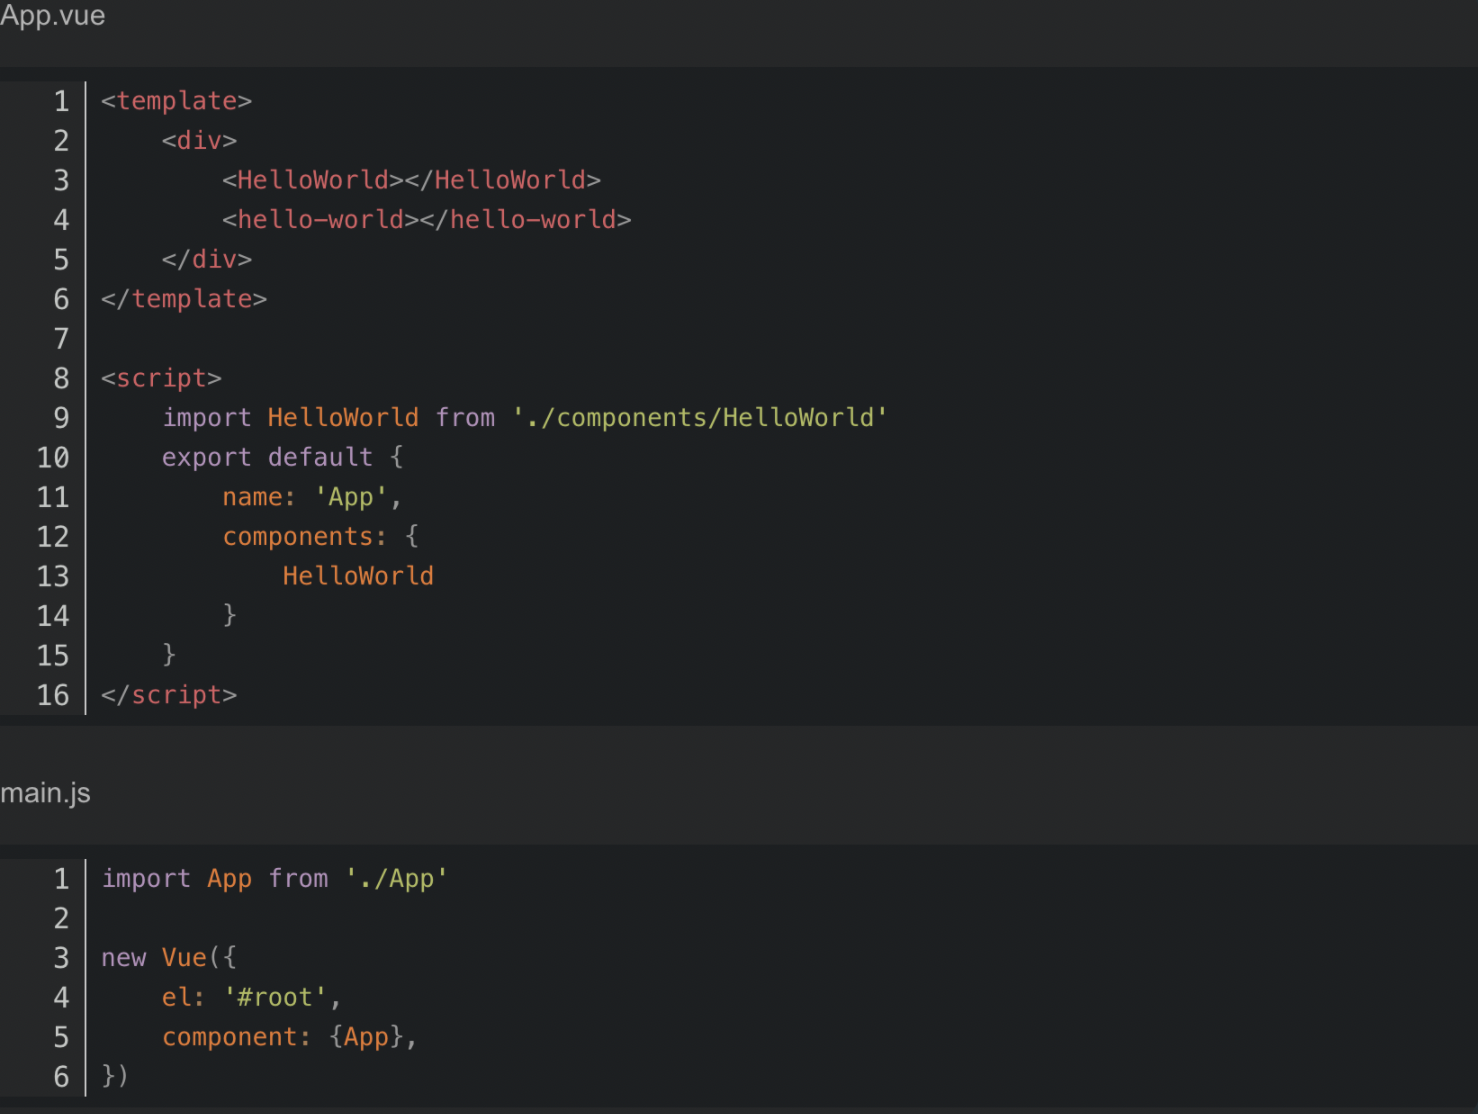 App.vue
1 <template>
2     <div>
3         <HelloWorld></HelloWorld>
4         <hello-world></hello-world>
5     </div>
6 </template>
7
8 <script>
9     import HelloWorld from './components/HelloWorld'
10     export default {
11         name: 'App',
12         components: {
13             HelloWorld
14         }
15     }
16 </script>
main.js
1 import App from './App'
2
3 new Vue({
4     el: '#root',
5     component: {App},
6 })